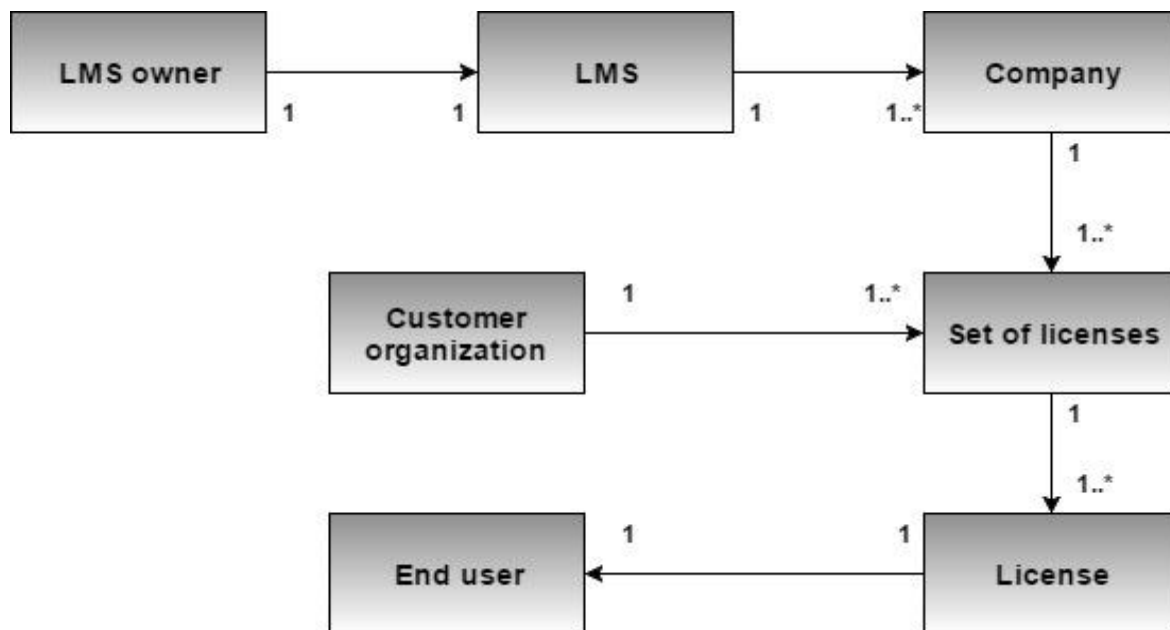 LMS owner
LMS
Company
1
1
1
1..*
1
1..*
Customer
organization
1
1..*
Set of licenses
1
1..*
End user
1
1
License